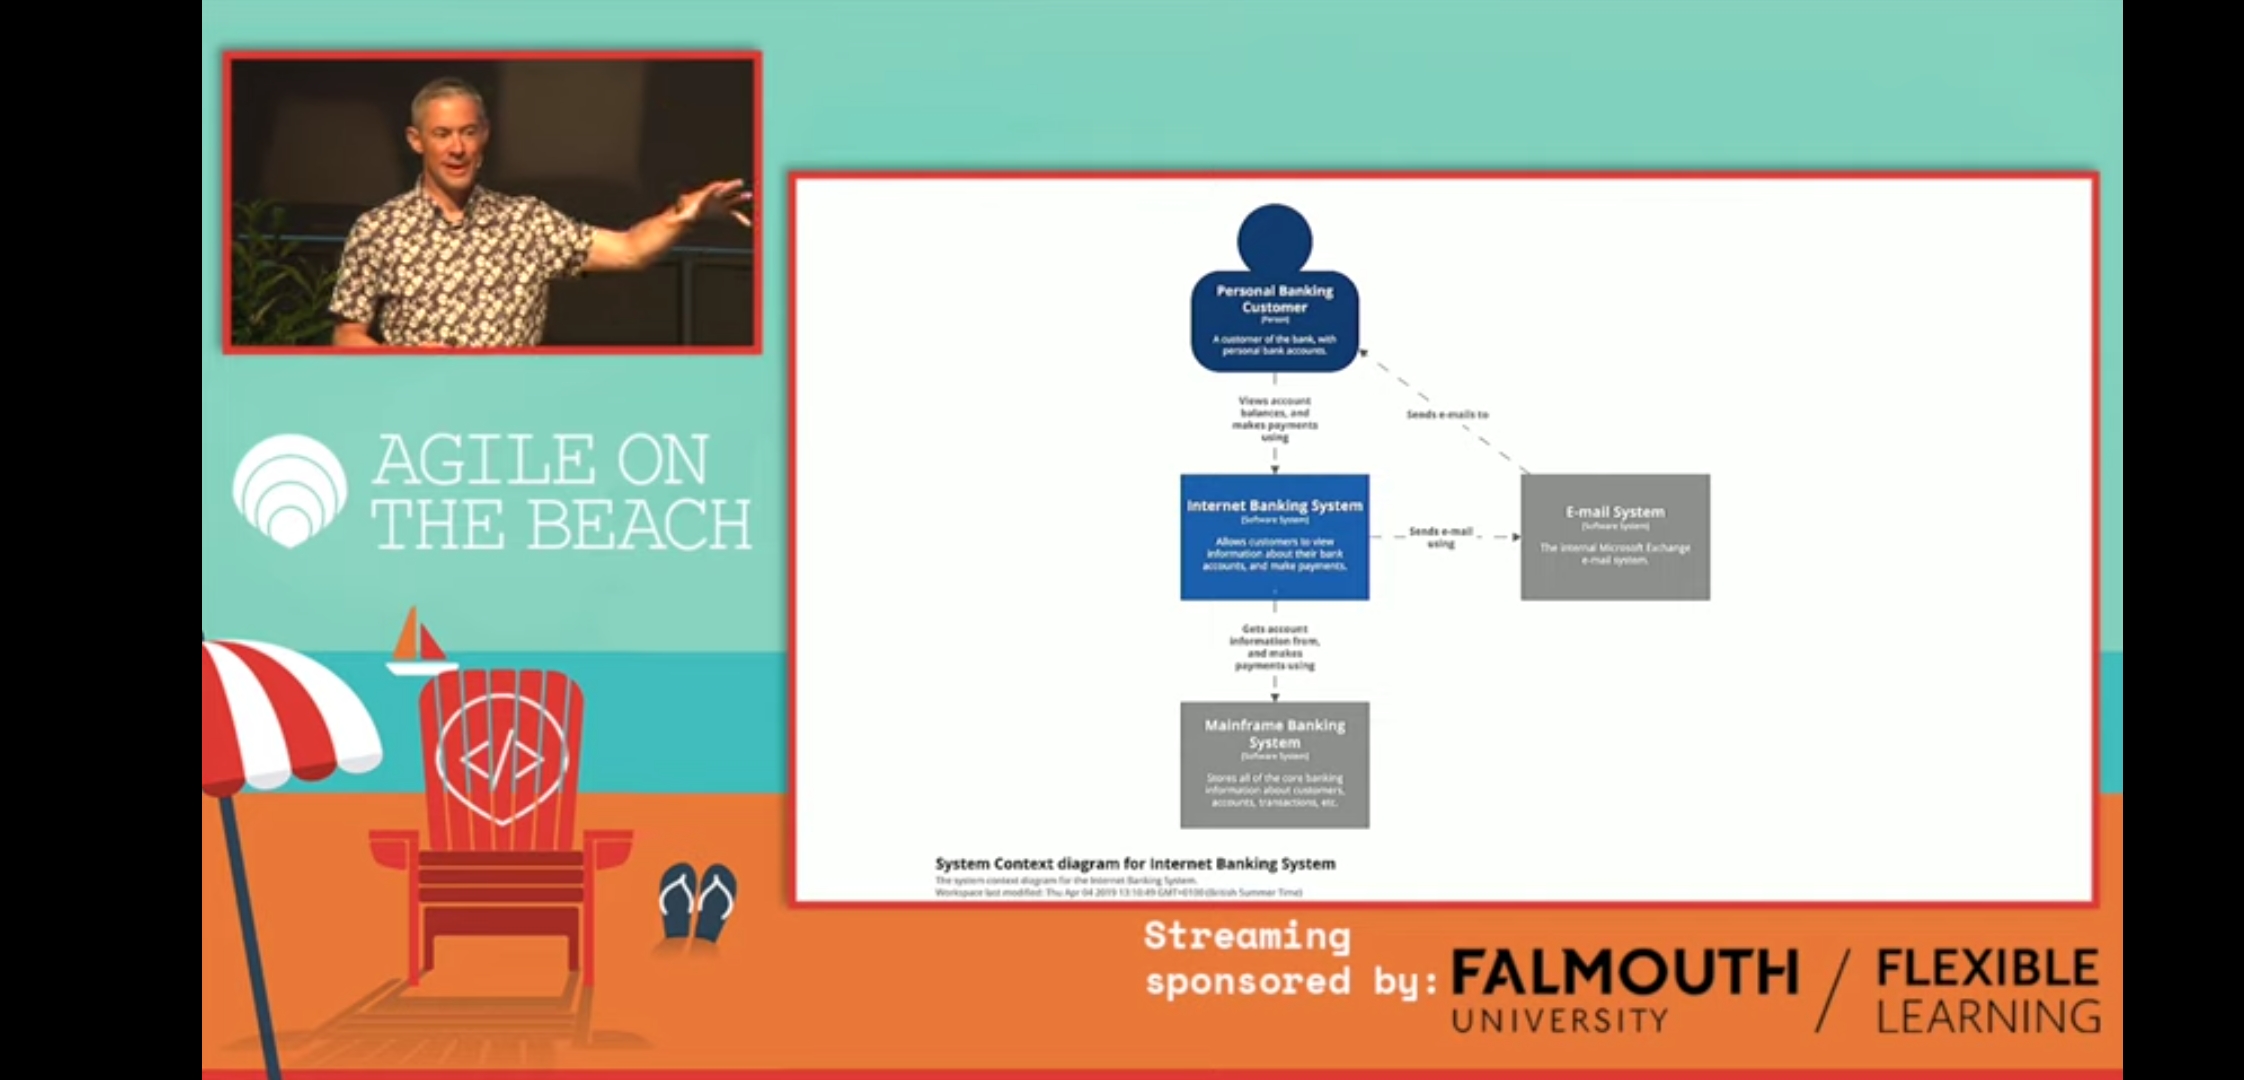 AGILE ON
THE BEACH
</>
Personal Banking
Customer
[Person]
A customer of the bank, with
personal bank accounts.
Views account
balances, and
makes payments
using
Sends e-mails to
Internet Banking System
[Software System]
Allows customers to view
information about their bank
accounts, and make payments.
Sends e-mail
using
E-mail System
[Software System]
The internal Microsoft Exchange
e-mail system.
Gets account
information from,
and makes
payments using
Mainframe Banking
System
[Software System]
Stores all of the core banking
information about customers,
accounts, transactions, etc.
System Context diagram for Internet Banking System
The system context diagram for the Internet Banking System.
Workspace last modified: Thu Apr 04 2019 13:10:49 GMT+0100 (British Summer Time)
Streaming
sponsored by:
FALMOUTH
UNIVERSITY
FLEXIBLE
LEARNING